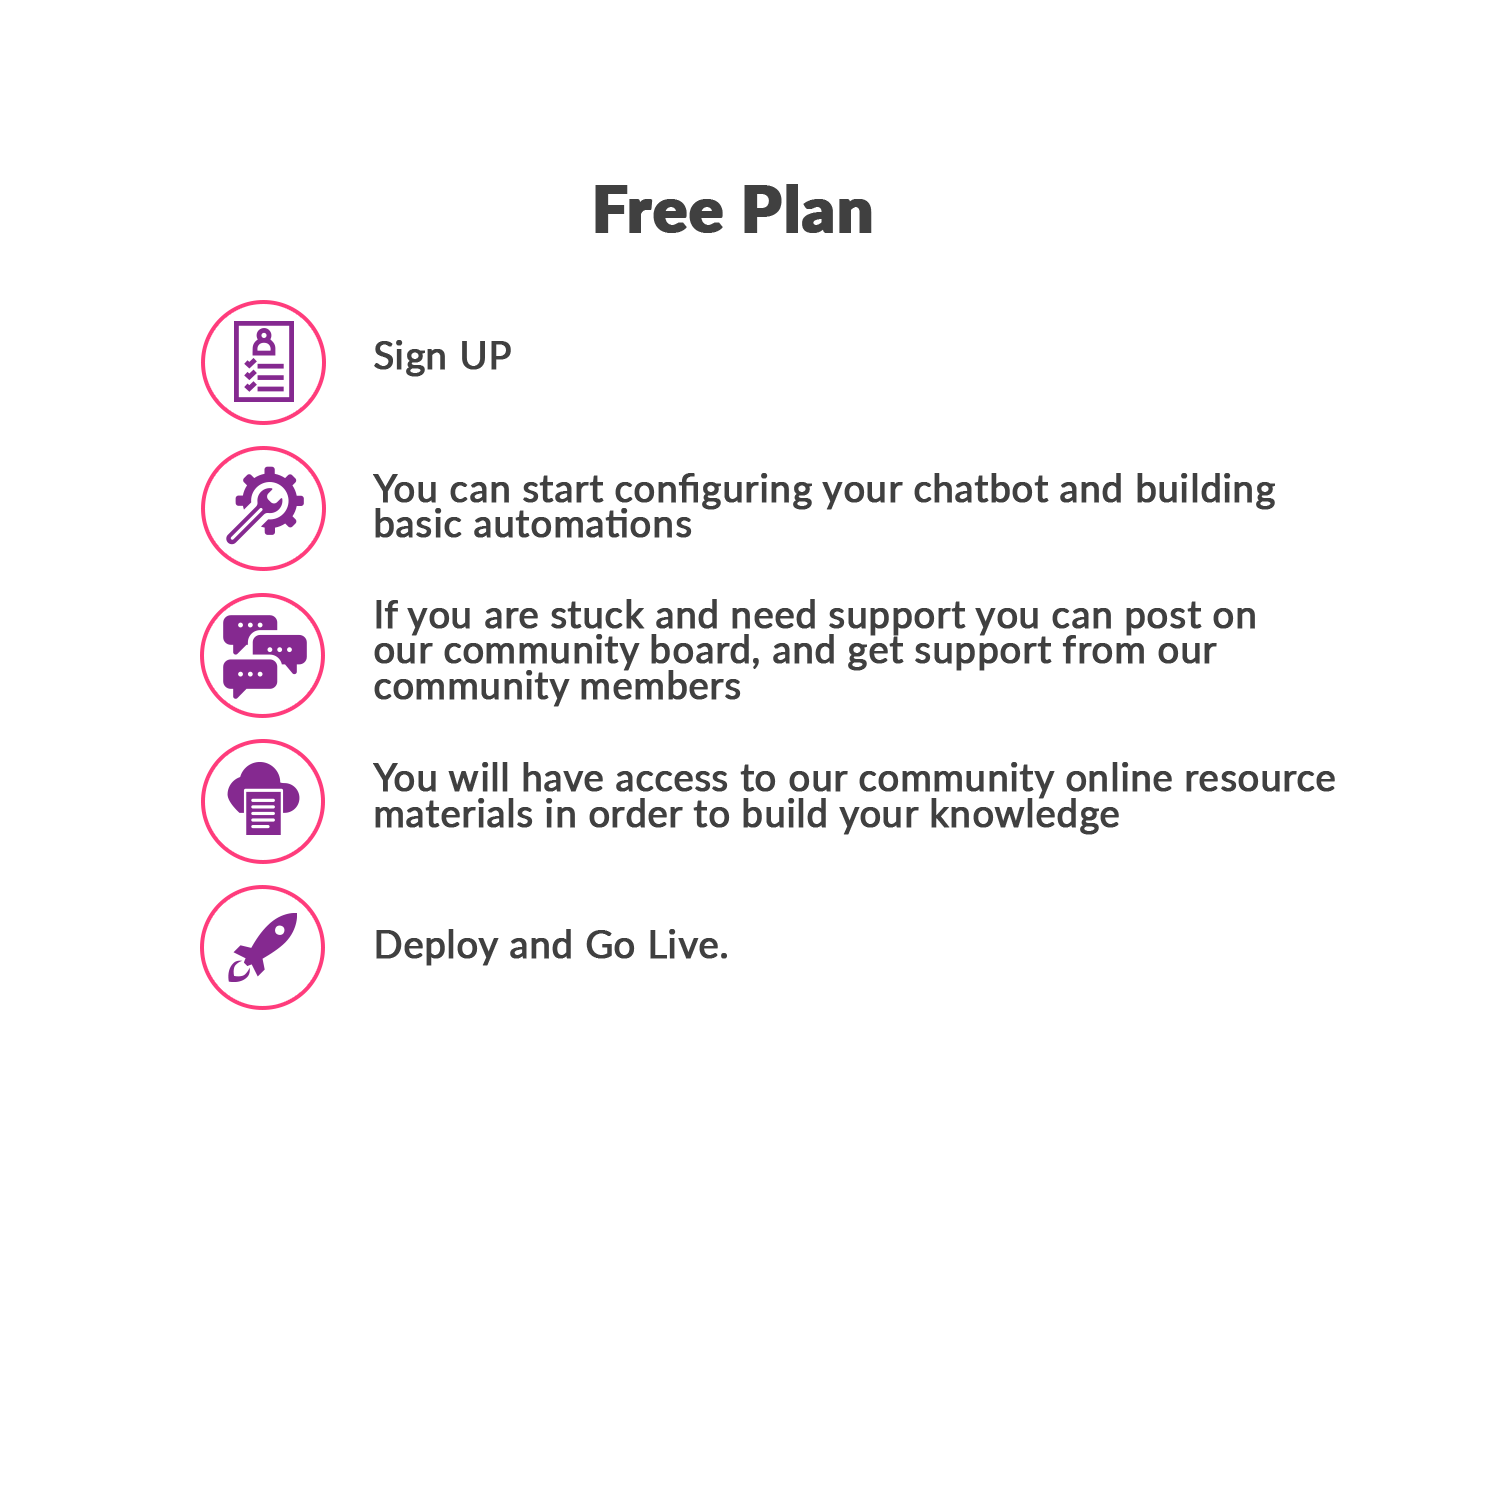 Free Plan
Sign UP
You can start configuring your chatbot and building
basic automations
If you are stuck and need support you can post on
our community board, and get support from our
community members
You will have access to our community online resource
materials in order to build your knowledge
Deploy and Go Live.